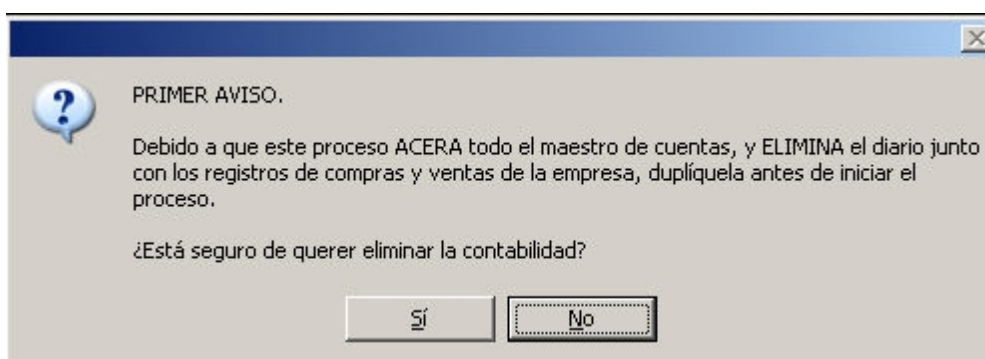 PRIMER AVISO.
Debido a que este proceso ACERA todo el maestro de cuentas, y ELIMINA el diario junto
con los registros de compras y ventas de la empresa, duplíquela antes de iniciar el
proceso.
¿Está seguro de querer eliminar la contabilidad?
Sí
No